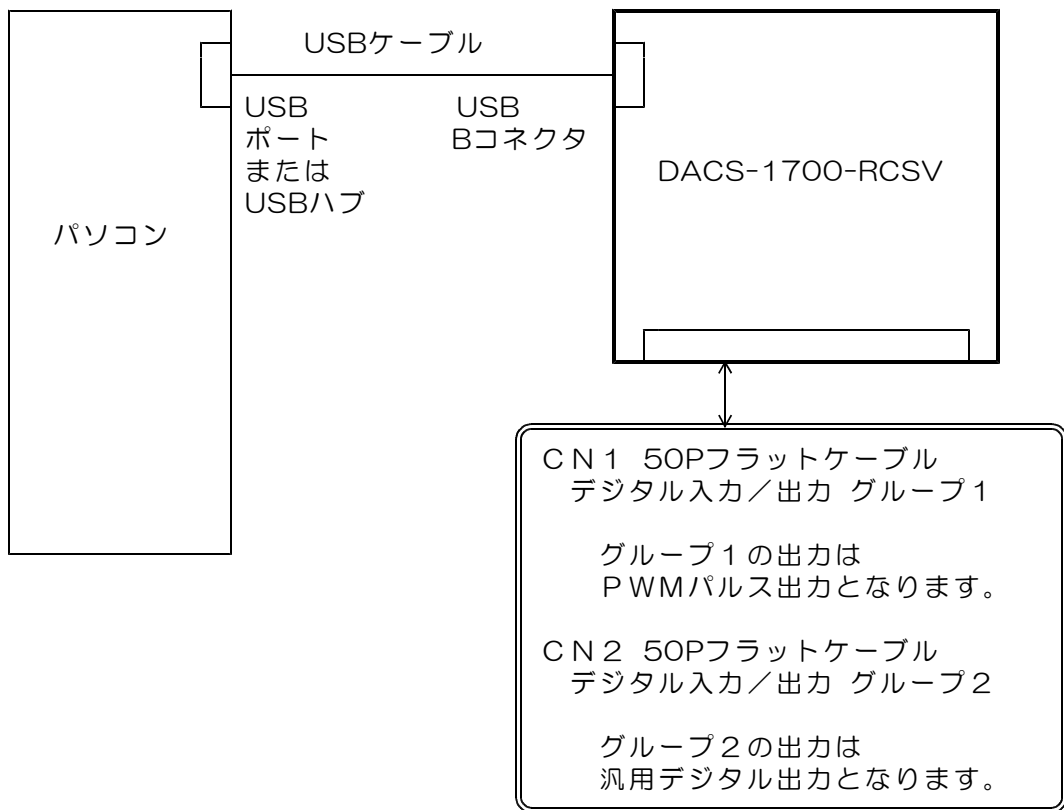 USBケーブル
USB
ポート
または
USBハブ
USB
Bコネクタ
DACS-1700-RCSV
パソコン
CN1 50Pフラットケーブル
デジタル入力/出力 グループ1
グループ1の出力は
PWMパルス出力となります。
CN2 50Pフラットケーブル
デジタル入力/出力 グループ2
グループ2の出力は
汎用デジタル出力となります。